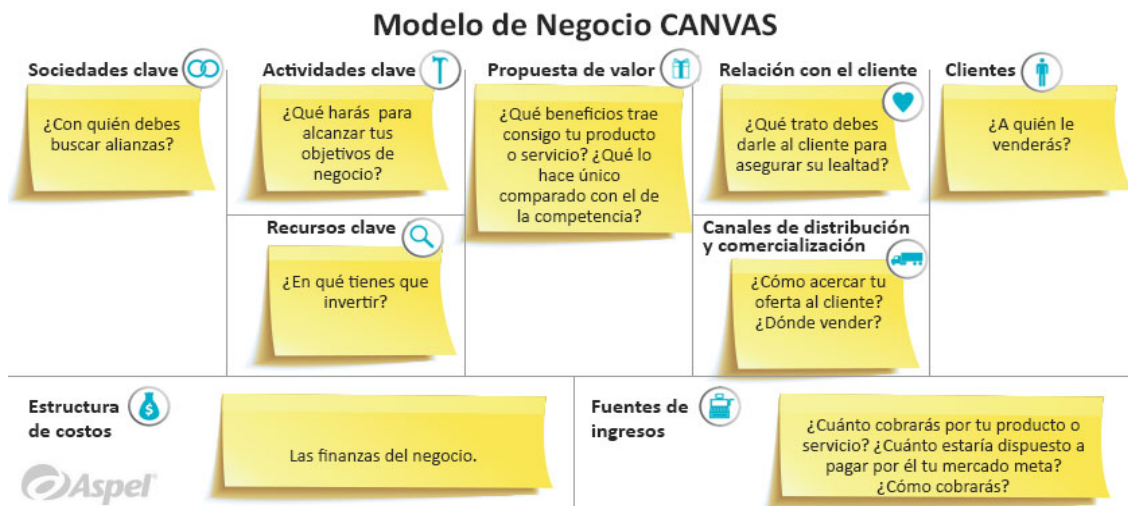 Modelo de Negocio CANVAS
Sociedades clave
¿Con quién debes
buscar alianzas?
Actividades clave
¿Qué harás para
alcanzar tus
objetivos de
negocio?
Recursos clave
¿En qué tienes que
invertir?
Propuesta de valor
¿Qué beneficios trae
consigo tu producto
o servicio? ¿Qué lo
hace único
comparado con el de
la competencia?
Relación con el cliente
¿Qué trato debes
darle al cliente para
asegurar su lealtad?
Canales de distribución
y comercialización
¿Cómo acercar tu
oferta al cliente?
¿Dónde vender?
Clientes
¿A quién le
venderás?
Estructura
de costos
$
Las finanzas del negocio.
Fuentes de
ingresos
¿Cuánto cobrarás por tu producto o
servicio? ¿Cuánto estaría dispuesto a
pagar por él tu mercado meta?
¿Cómo cobrarás?
Aspel